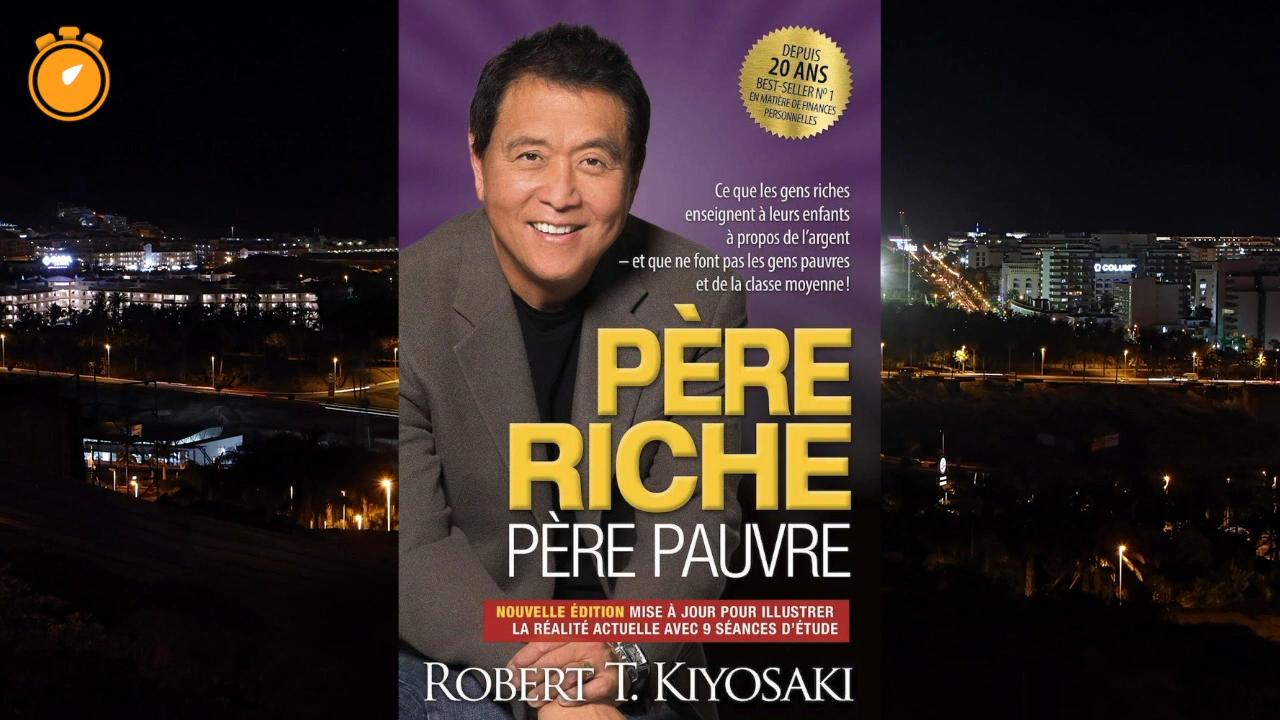 DEPUIS
20 ANS
BEST-SELLER Nº 1
EN MATIÈRE DE FINANCES
PERSONNELLES
Ce que les gens riches
enseignent à leurs enfants
à propos de l'argent
– et que ne font pas les gens pauvres
et de la classe moyenne !
PÈRE
RICHE
PÈRE PAUVRE
NOUVELLE ÉDITION MISE À JOUR POUR ILLUSTRER
LA RÉALITÉ ACTUELLE AVEC 9 SÉANCES D'ÉTUDE
ROBERT T. KIYOSAKI